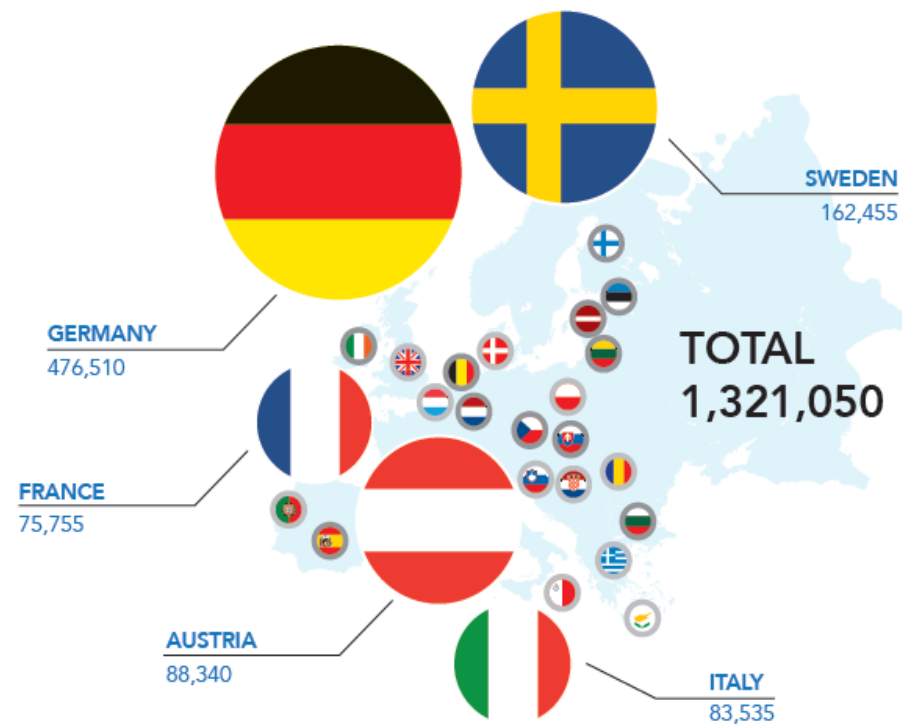 SWEDEN
162,455
GERMANY
476,510
TOTAL
1,321,050
FRANCE
75,755
AUSTRIA
88,340
ITALY
83,535